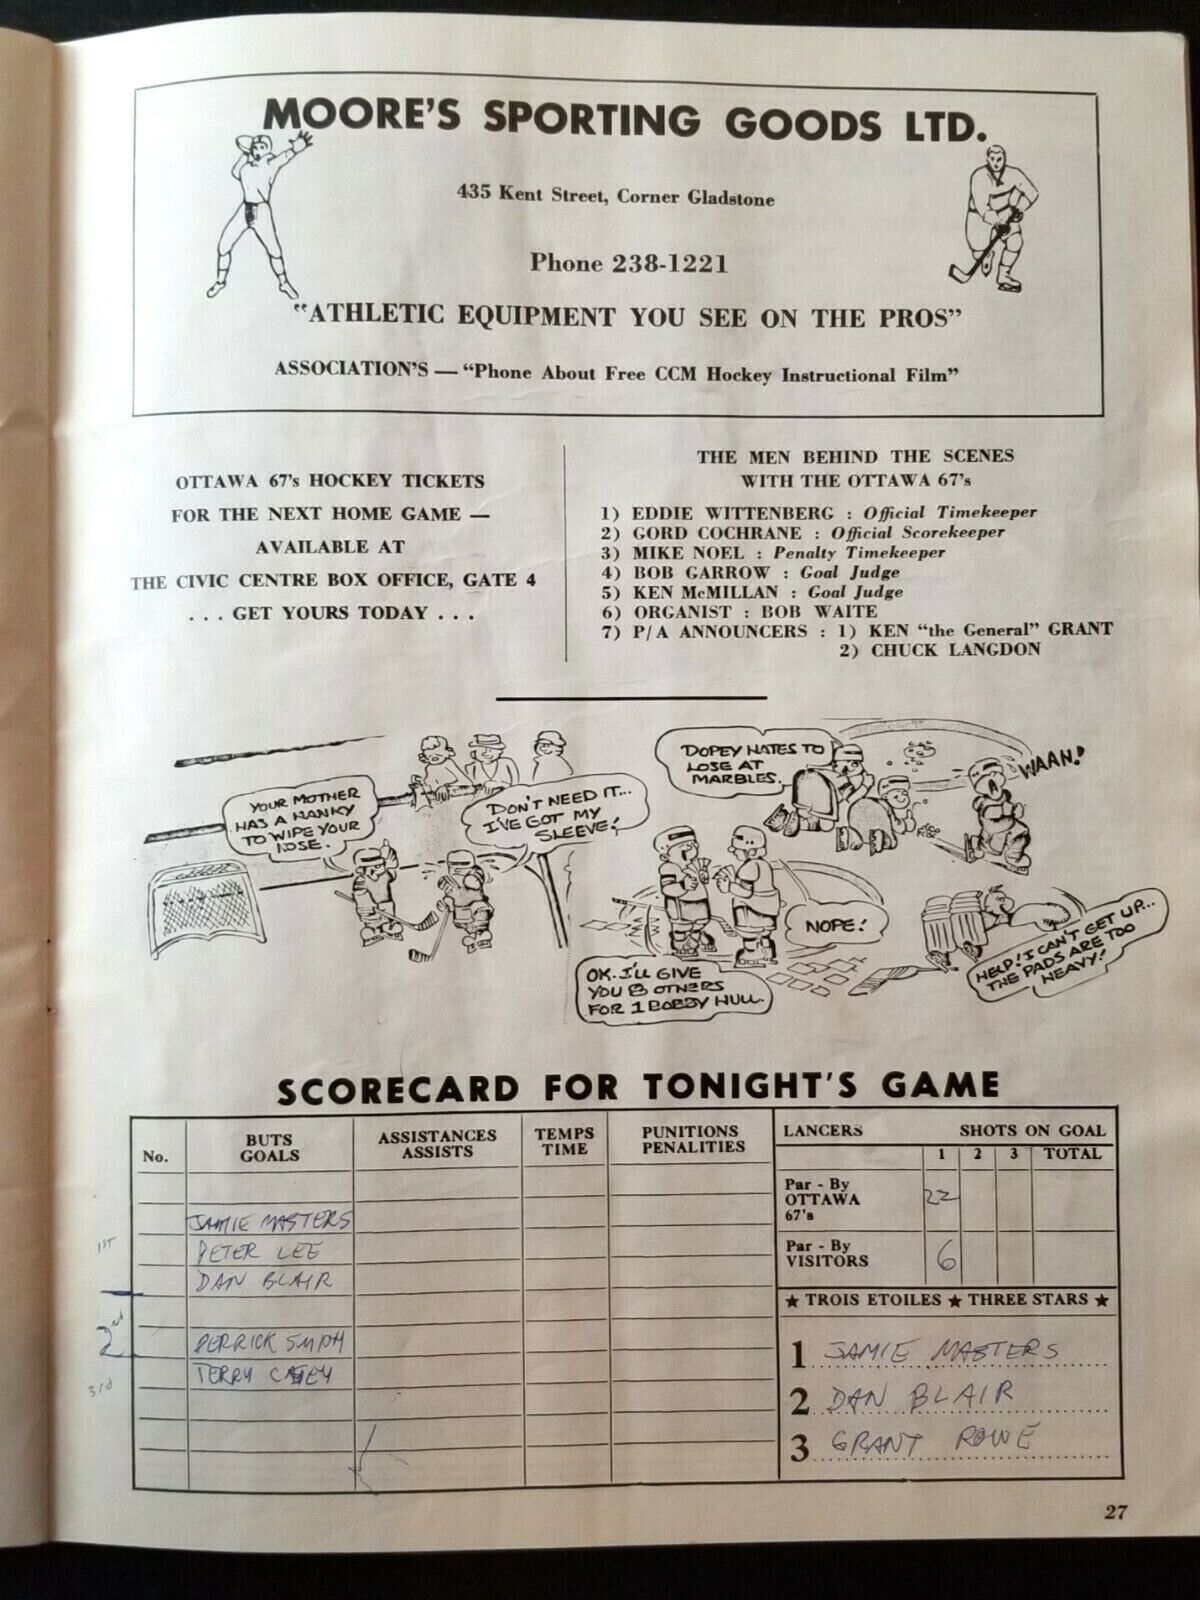 MOORE'S SPORTING GOODS LTD.
435 Kent Street, Corner Gladstone
Phone 238-1221
"ATHLETIC EQUIPMENT YOU SEE ON THE PROS"
ASSOCIATION'S — "Phone About Free CCM Hockey Instructional Film"
OTTAWA 67's HOCKEY TICKETS
FOR THE NEXT HOME GAME —
AVAILABLE AT
THE CIVIC CENTRE BOX OFFICE, GATE 4
. . . GET YOURS TODAY . . .
THE MEN BEHIND THE SCENES
WITH THE OTTAWA 67's
1) EDDIE WITTENBERG : Official Timekeeper
2) GORD COCHRANE : Official Scorekeeper
3) MIKE NOEL : Penalty Timekeeper
4) BOB GARROW : Goal Judge
5) KEN McMILLAN : Goal Judge
6) ORGANIST : BOB WAITE
7) P/A ANNOUNCERS : 1) KEN "the General" GRANT
2) CHUCK LANGDON
YOUR MOTHER
HAS A HANKY
TO WIPE YOUR
NOSE.
DON'T NEED IT...
I'VE GOT MY
SLEEVE!
DOPEY HATES TO
LOSE AT
MARBLES.
WAAN!
NOPE!
OK. I'LL GIVE
YOU 8 OTHERS
FOR 1 BOBBY HULL.
HELP! I CAN'T GET UP...
THE PADS ARE TOO
HEAVY!
SCORECARD FOR TONIGHT'S GAME
No.
BUTS
GOALS
ASSISTANCES
ASSISTS
TEMPS
TIME
PUNITIONS
PENALITIES
LANCERS SHOTS ON GOAL
1 2 3 TOTAL
Par - By
OTTAWA
67's
22
Par - By
VISITORS
6
1ST
JAMIE MASTERS
PETER LEE
DAN BLAIR
2nd
DERRICK SMITH
3rd
TERRY CASEY
★ TROIS ETOILES ★ THREE STARS ★
1 JAMIE MASTERS
2 DAN BLAIR
3 GRANT ROWE
27